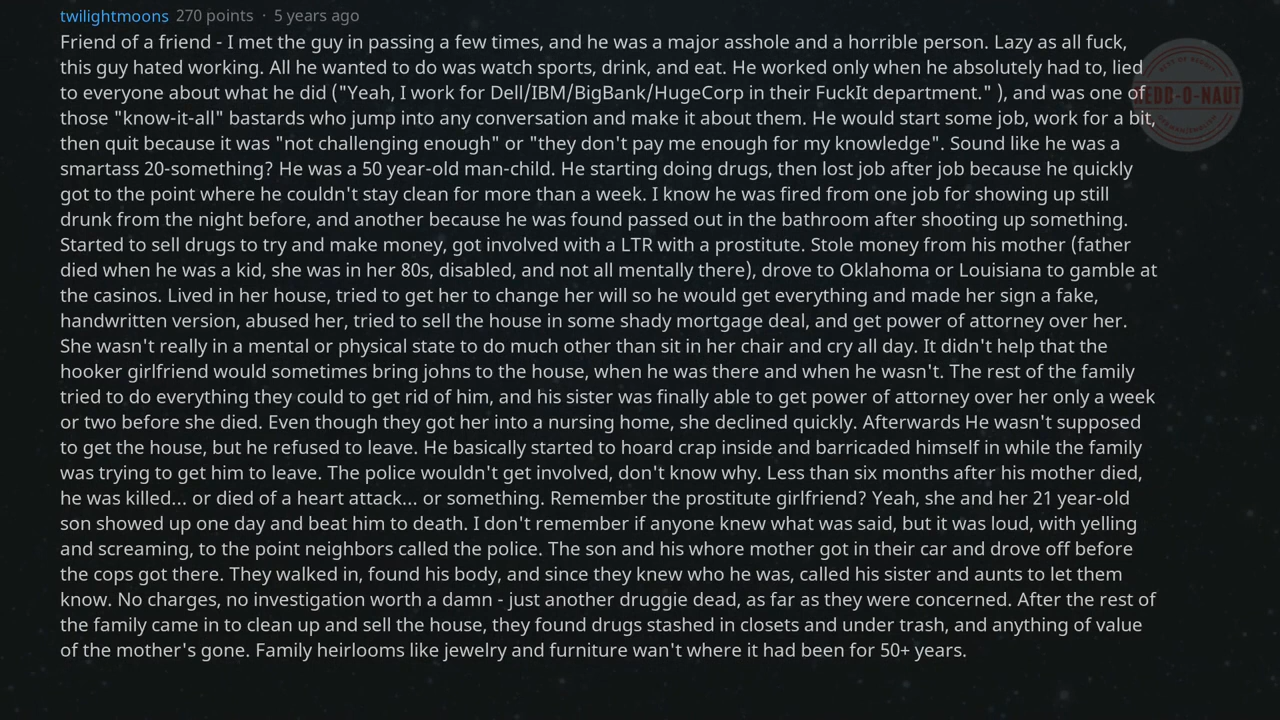 twilightmoons 270 points · 5 years ago
Friend of a friend - I met the guy in passing a few times, and he was a major asshole and a horrible person. Lazy as all fuck,
this guy hated working. All he wanted to do was watch sports, drink, and eat. He worked only when he absolutely had to, lied
to everyone about what he did ("Yeah, I work for Dell/IBM/BigBank/HugeCorp in their FuckIt department." ), and was one of
those "know-it-all" bastards who jump into any conversation and make it about them. He would start some job, work for a bit,
then quit because it was "not challenging enough" or "they don't pay me enough for my knowledge". Sound like he was a
smartass 20-something? He was a 50 year-old man-child. He starting doing drugs, then lost job after job because he quickly
got to the point where he couldn't stay clean for more than a week. I know he was fired from one job for showing up still
drunk from the night before, and another because he was found passed out in the bathroom after shooting up something.
Started to sell drugs to try and make money, got involved with a LTR with a prostitute. Stole money from his mother (father
died when he was a kid, she was in her 80s, disabled, and not all mentally there), drove to Oklahoma or Louisiana to gamble at
the casinos. Lived in her house, tried to get her to change her will so he would get everything and made her sign a fake,
handwritten version, abused her, tried to sell the house in some shady mortgage deal, and get power of attorney over her.
She wasn't really in a mental or physical state to do much other than sit in her chair and cry all day. It didn't help that the
hooker girlfriend would sometimes bring johns to the house, when he was there and when he wasn't. The rest of the family
tried to do everything they could to get rid of him, and his sister was finally able to get power of attorney over her only a week
or two before she died. Even though they got her into a nursing home, she declined quickly. Afterwards He wasn't supposed
to get the house, but he refused to leave. He basically started to hoard crap inside and barricaded himself in while the family
was trying to get him to leave. The police wouldn't get involved, don't know why. Less than six months after his mother died,
he was killed... or died of a heart attack... or something. Remember the prostitute girlfriend? Yeah, she and her 21 year-old
son showed up one day and beat him to death. I don't remember if anyone knew what was said, but it was loud, with yelling
and screaming, to the point neighbors called the police. The son and his whore mother got in their car and drove off before
the cops got there. They walked in, found his body, and since they knew who he was, called his sister and aunts to let them
know. No charges, no investigation worth a damn - just another druggie dead, as far as they were concerned. After the rest of
the family came in to clean up and sell the house, they found drugs stashed in closets and under trash, and anything of value
of the mother's gone. Family heirlooms like jewelry and furniture wan't where it had been for 50+ years.
REDD-O-NAUT